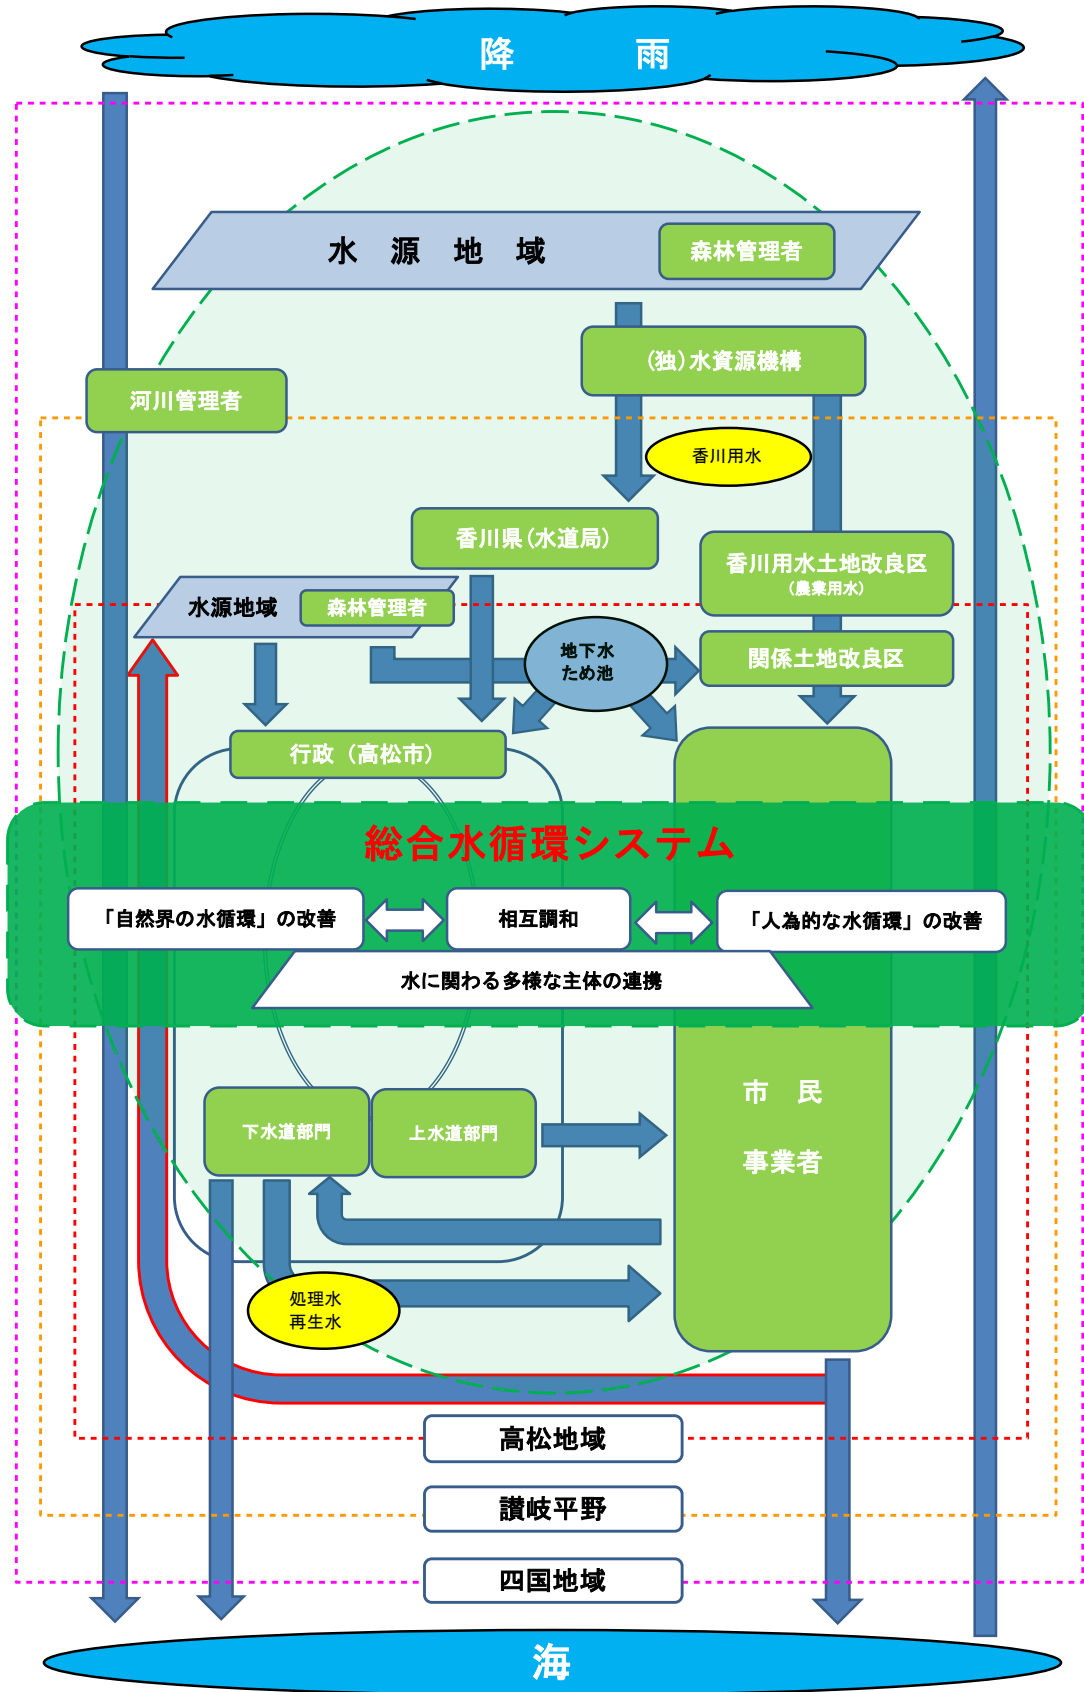 降　雨
水　源　地　域
森林管理者
(独)水資源機構
河川管理者
香川用水
香川県(水道局)
香川用水土地改良区
(農業用水)
水源地域
森林管理者
地下水
ため池
関係土地改良区
行政（高松市）
総合水循環システム
「自然界の水循環」の改善
相互調和
「人為的な水循環」の改善
水に関わる多様な主体の連携
市　民
事業者
下水道部門
上水道部門
処理水
再生水
高松地域
讃岐平野
四国地域
海